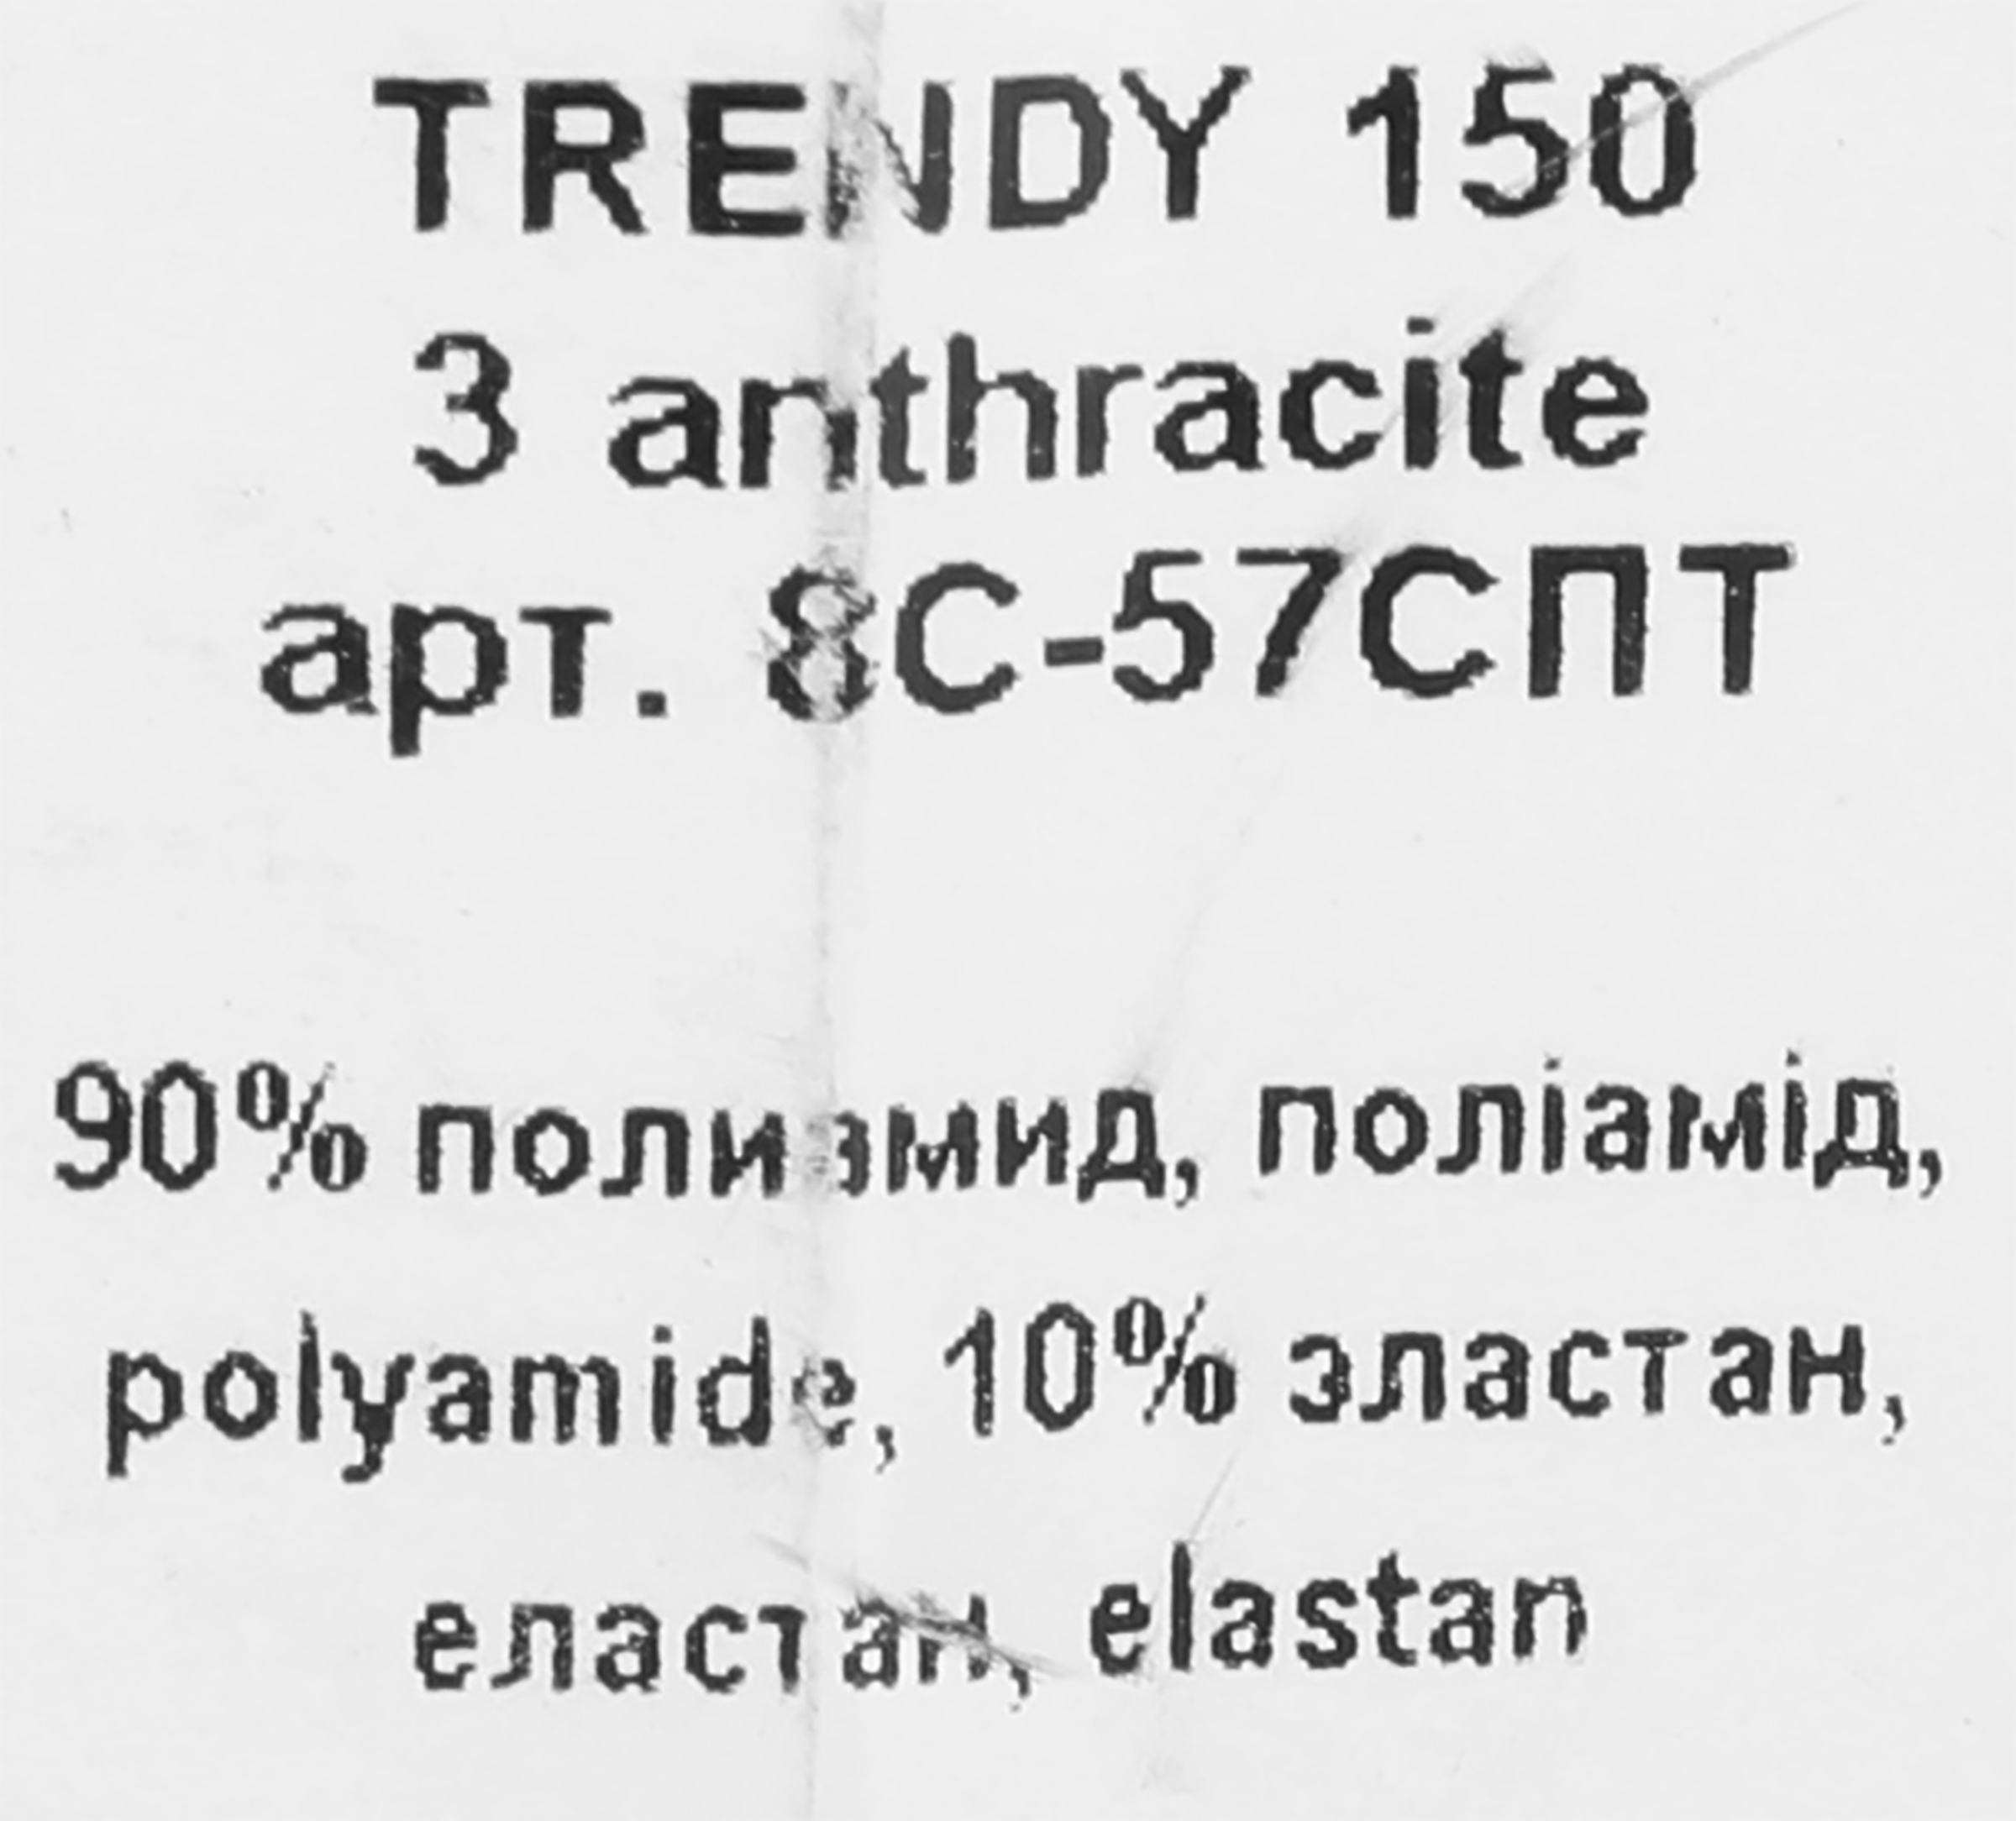 TRENDY 150
3 anthracite
арт. 8С-57СПТ
90% полиамид, поліамід,
polyamide, 10% эластан,
еластан, elastan